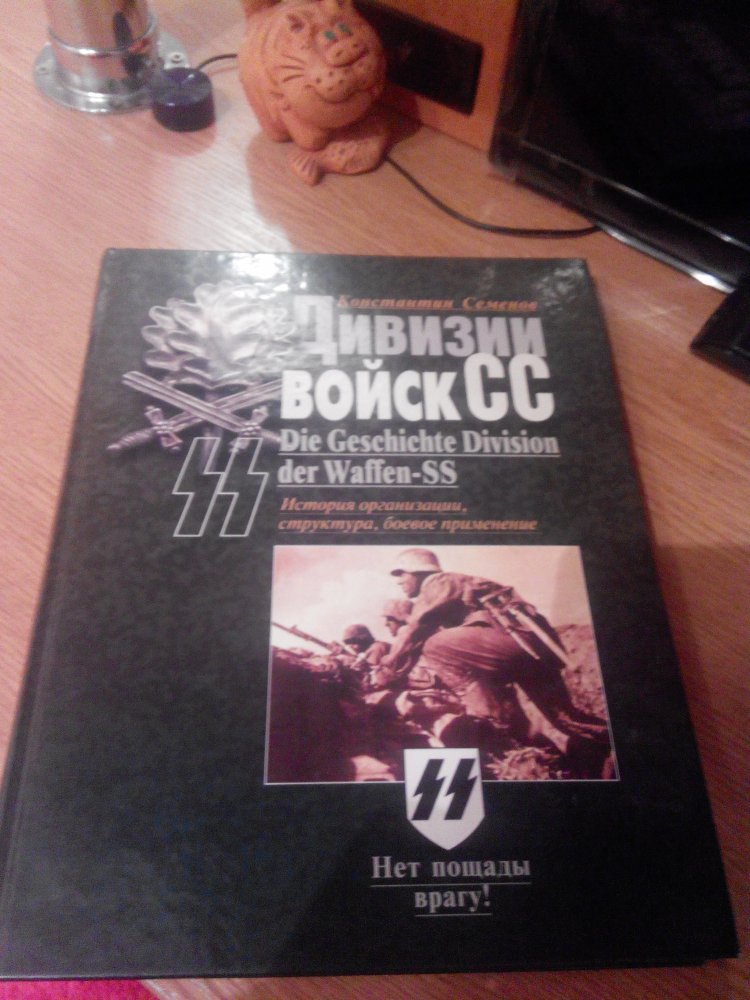 Константин Семенов
Дивизии
войск СС
Die Geschichte Division
der Waffen-SS
История организации,
структура, боевое применение
Нет пощады
врагу!